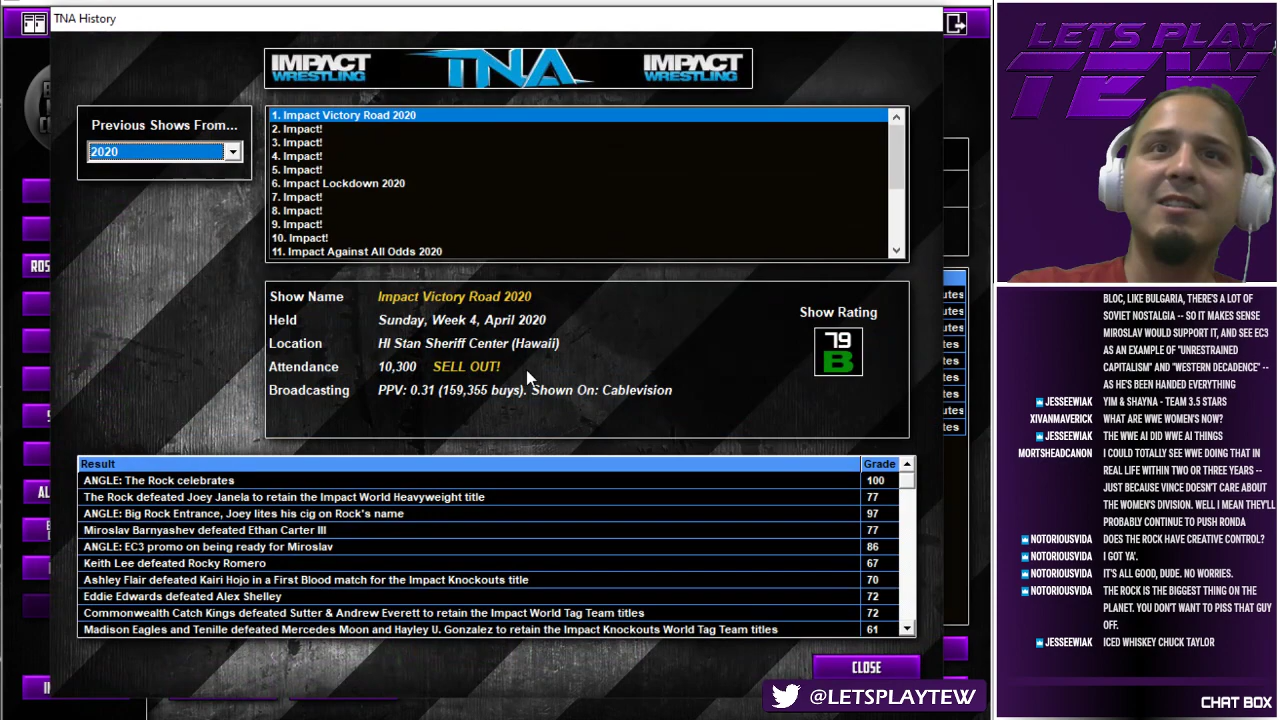 TNA History
IMPACT WRESTLING TNA IMPACT WRESTLING
LETS PLAY
TEW
Previous Shows From...
2020
1. Impact Victory Road 2020
2. Impact!
3. Impact!
4. Impact!
5. Impact!
6. Impact Lockdown 2020
7. Impact!
8. Impact!
9. Impact!
10. Impact!
11. Impact Against All Odds 2020
ROS
AL
Show Name Impact Victory Road 2020
Held Sunday, Week 4, April 2020
Location HI Stan Sheriff Center (Hawaii)
Attendance 10,300 SELL OUT!
Broadcasting PPV: 0.31 (159,355 buys). Shown On: Cablevision
Show Rating
79
B
utes
utes
utes
utes
utes
utes
utes
utes
utes
Result Grade
ANGLE: The Rock celebrates 100
The Rock defeated Joey Janela to retain the Impact World Heavyweight title 77
ANGLE: Big Rock Entrance, Joey lites his cig on Rock's name 97
Miroslav Barnyashev defeated Ethan Carter III 77
ANGLE: EC3 promo on being ready for Miroslav 86
Keith Lee defeated Rocky Romero 67
Ashley Flair defeated Kairi Hojo in a First Blood match for the Impact Knockouts title 70
Eddie Edwards defeated Alex Shelley 72
Commonwealth Catch Kings defeated Sutter & Andrew Everett to retain the Impact World Tag Team titles 72
Madison Eagles and Tenille defeated Mercedes Moon and Hayley U. Gonzalez to retain the Impact Knockouts World Tag Team titles 61
CLOSE
@LETSPLAYTEW
BLOC, LIKE BULGARIA, THERE'S A LOT OF
SOVIET NOSTALGIA -- SO IT MAKES SENSE
MIROSLAV WOULD SUPPORT IT, AND SEE EC3
AS AN EXAMPLE OF "UNRESTRAINED
CAPITALISM" AND "WESTERN DECADENCE" --
AS HE'S BEEN HANDED EVERYTHING
JESSEEWIAK YIM & SHAYNA - TEAM 3.5 STARS
XIVANMAVERICK WHAT ARE WWE WOMEN'S NOW?
JESSEEWIAK THE WWE AI DID WWE AI THINGS
MORTSHEADCANON I COULD TOTALLY SEE WWE DOING THAT IN
REAL LIFE WITHIN TWO OR THREE YEARS --
JUST BECAUSE VINCE DOESN'T CARE ABOUT
THE WOMEN'S DIVISION. WELL I MEAN THEY'LL
PROBABLY CONTINUE TO PUSH RONDA
NOTORIOUSVIDA DOES THE ROCK HAVE CREATIVE CONTROL?
NOTORIOUSVIDA I GOT YA'.
NOTORIOUSVIDA IT'S ALL GOOD, DUDE. NO WORRIES.
NOTORIOUSVIDA THE ROCK IS THE BIGGEST THING ON THE
PLANET. YOU DON'T WANT TO PISS THAT GUY
OFF.
JESSEEWIAK ICED WHISKEY CHUCK TAYLOR
CHAT BOX